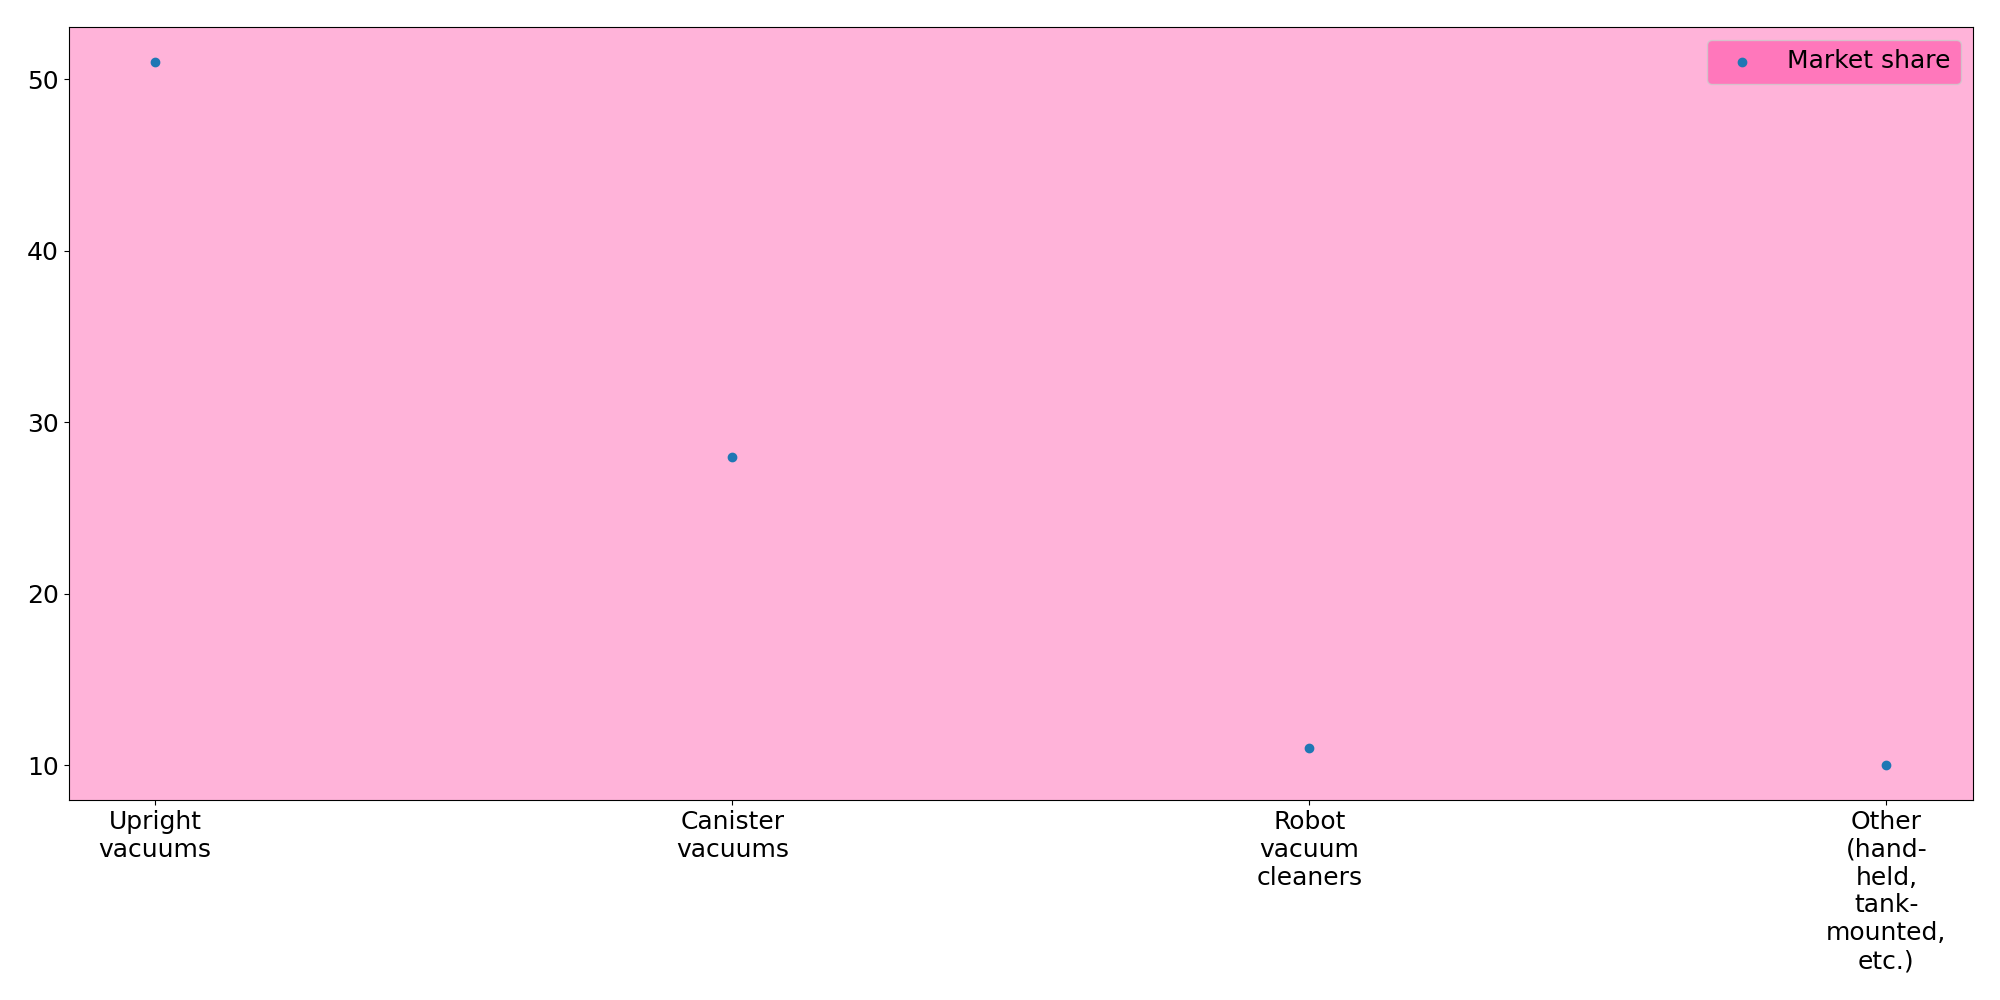 Market share
50
40
30
20
10
Upright
vacuums
Canister
vacuums
Robot
vacuum
cleaners
Other
(hand-
held,
tank-
mounted,
etc.)